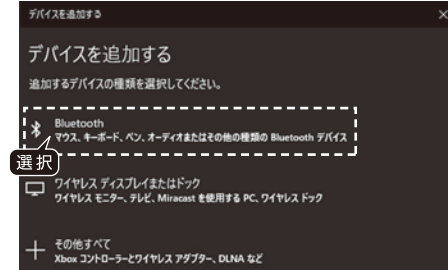 デバイスを追加する
デバイスを追加する
追加するデバイスの種類を選択してください。
Bluetooth
マウス、キーボード、ペン、オーディオまたはその他の種類の Bluetooth デバイス
選択
ワイヤレス ディスプレイまたはドック
ワイヤレス モニター、テレビ、Miracast を使用する PC、ワイヤレス ドック
その他すべて
Xbox コントローラーとワイヤレス アダプター、DLNA など